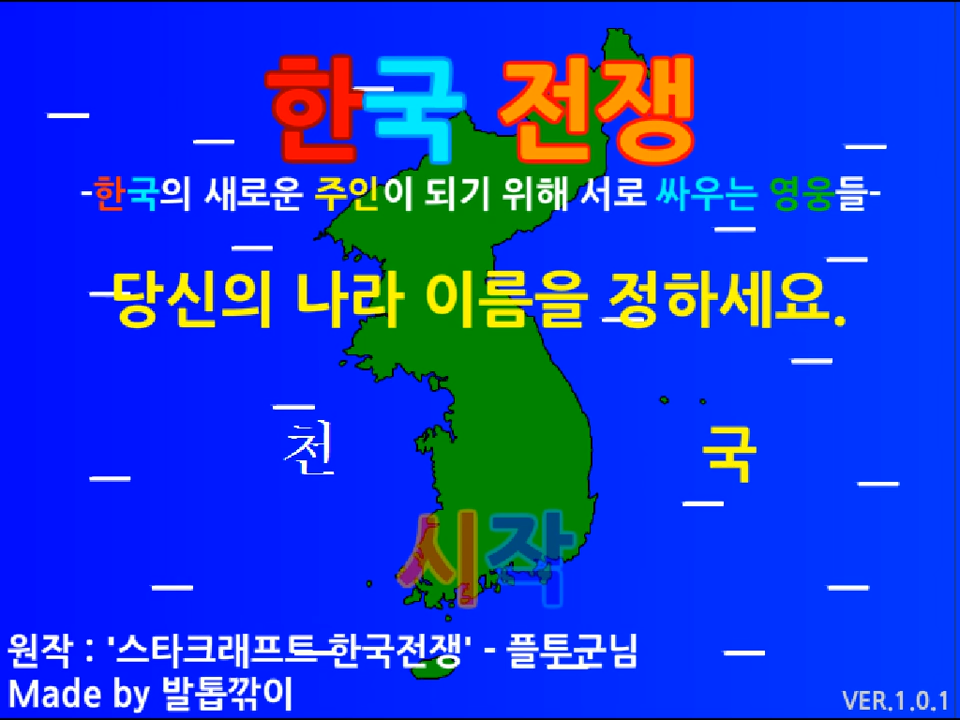 한국 전쟁
-한국의 새로운 주인이 되기 위해 서로 싸우는 영웅들-
당신의 나라 이름을 정하세요.
천 국
시작
원작 : '스타크래프트 한국전쟁' - 플투군님
Made by 발톱깎이
VER.1.0.1